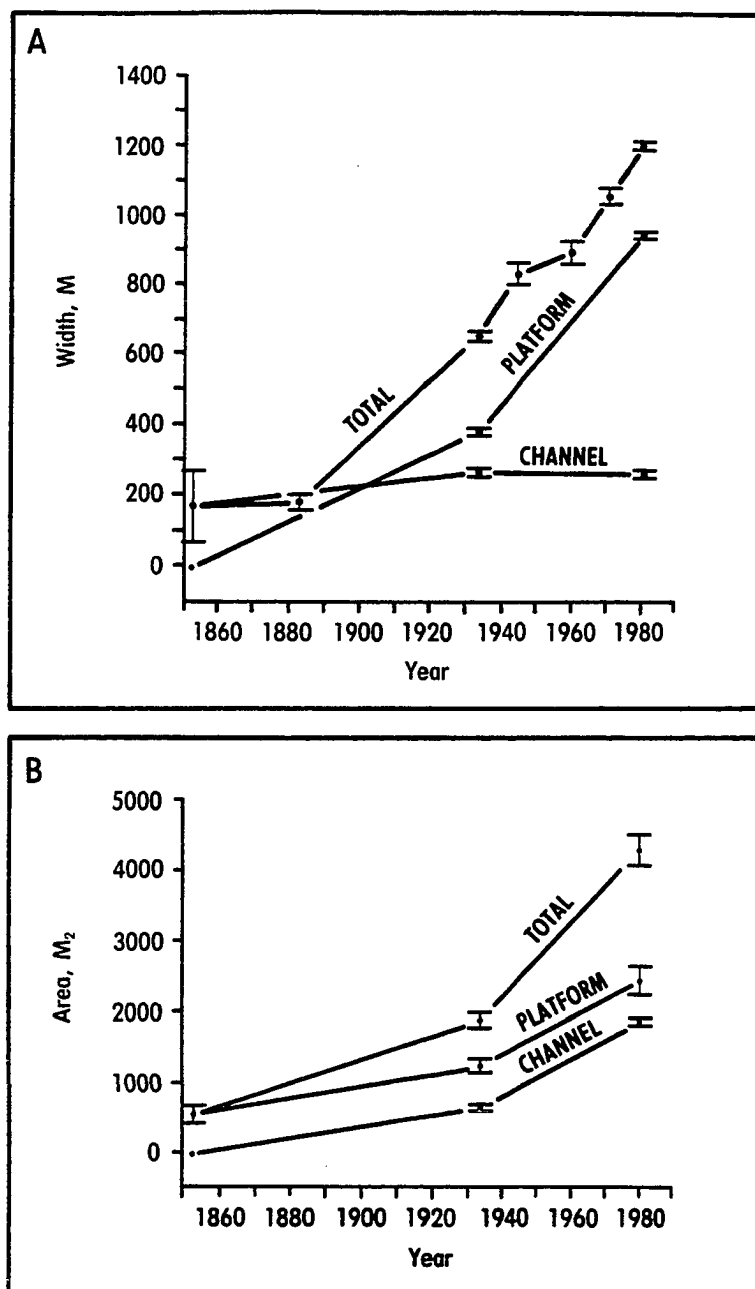 A
1400
1200
1000
800
600
400
200
0
Width, M
TOTAL
PLATFORM
CHANNEL
1860 1880 1900 1920 1940 1960 1980
Year
B
5000
4000
3000
2000
1000
0
Area, M₂
TOTAL
PLATFORM
CHANNEL
1860 1880 1900 1920 1940 1960 1980
Year